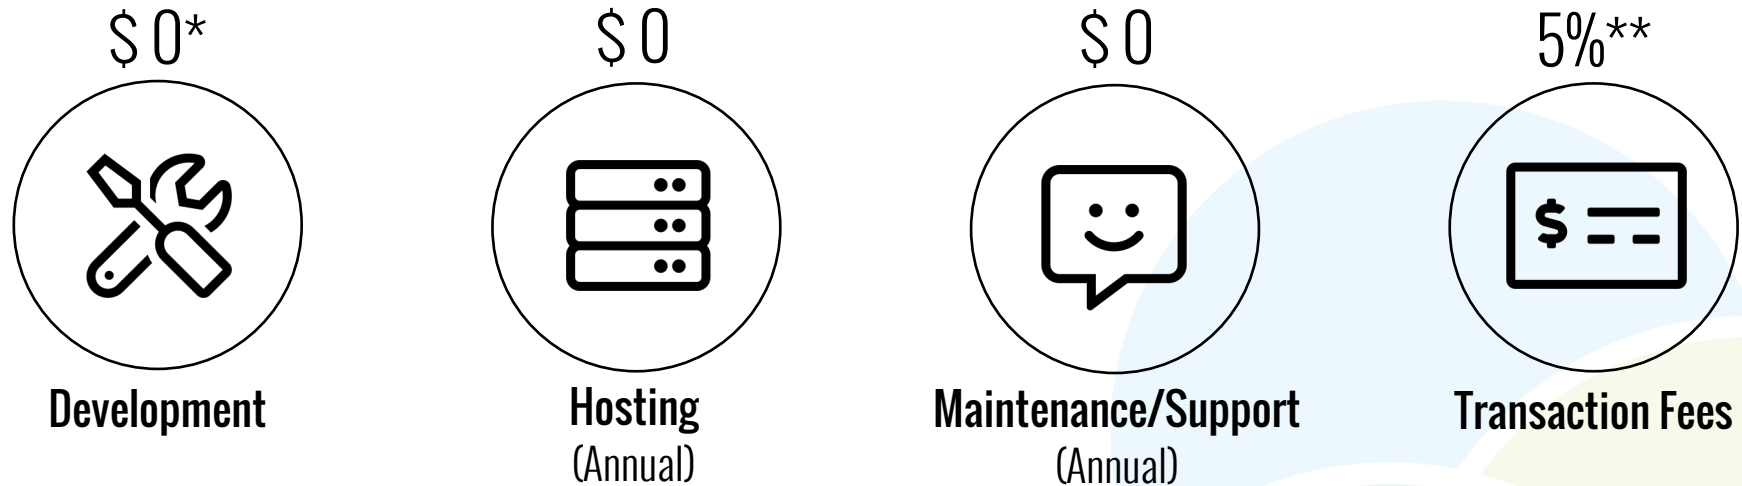 $ 0* $ 0 $ 0 5%**
$
Development Hosting Maintenance/Support Transaction Fees
(Annual) (Annual)